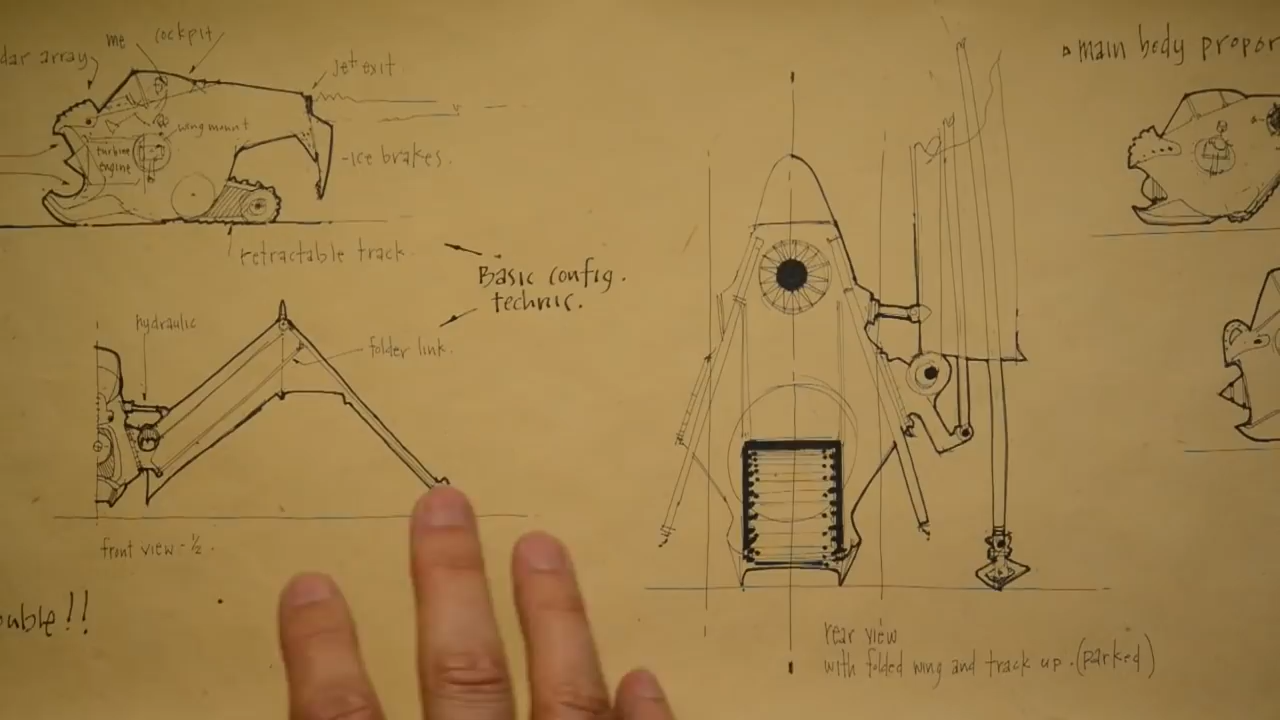 dar array
me
cockpit
jet exit
wing mount
turbine
engine
-Ice brakes.
retractable track.
Basic config.
technic.
hydraulic
folder link.
front view - ½.
ouble!!
main body propor
rear view
with folded wing and track up. (parked)